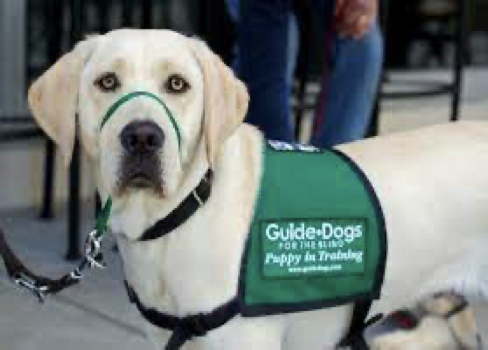 Guide•Dogs
FOR THE BLIND
Puppy in Training
www.guidedogs.com